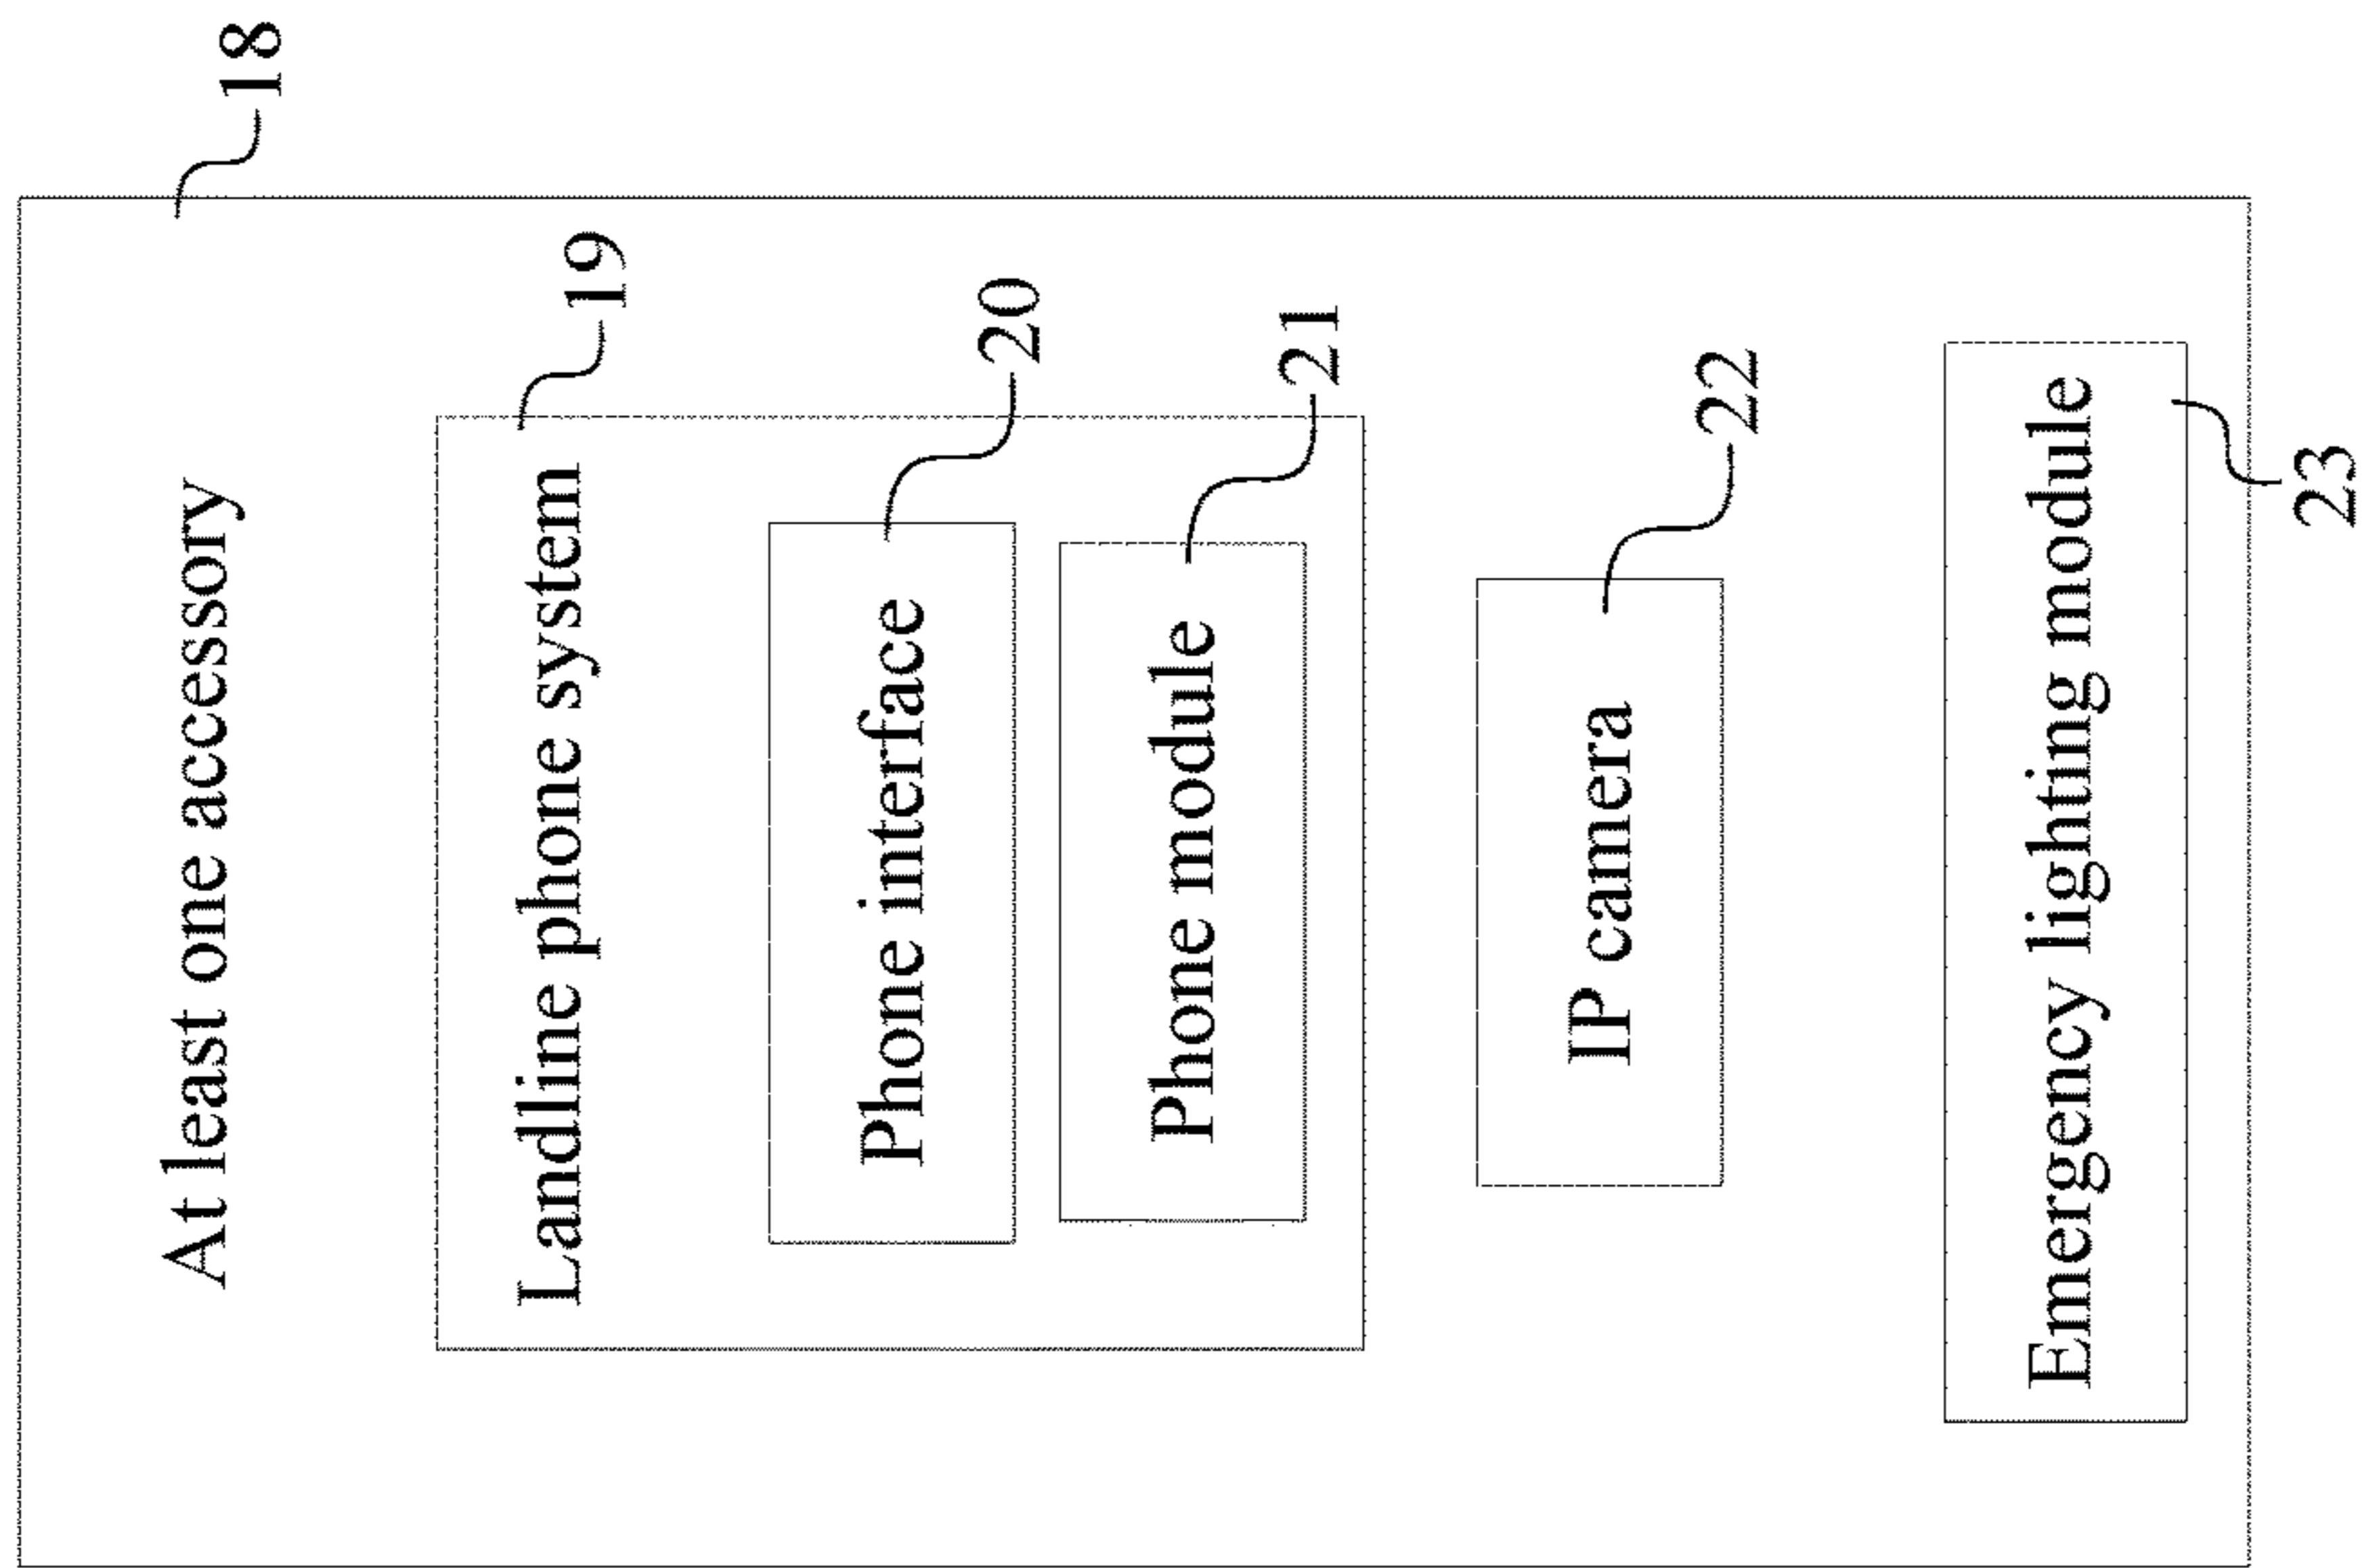 At least one accessory
18
Landline phone system
19
Phone interface
20
Phone module
21
IP camera
22
Emergency lighting module
23